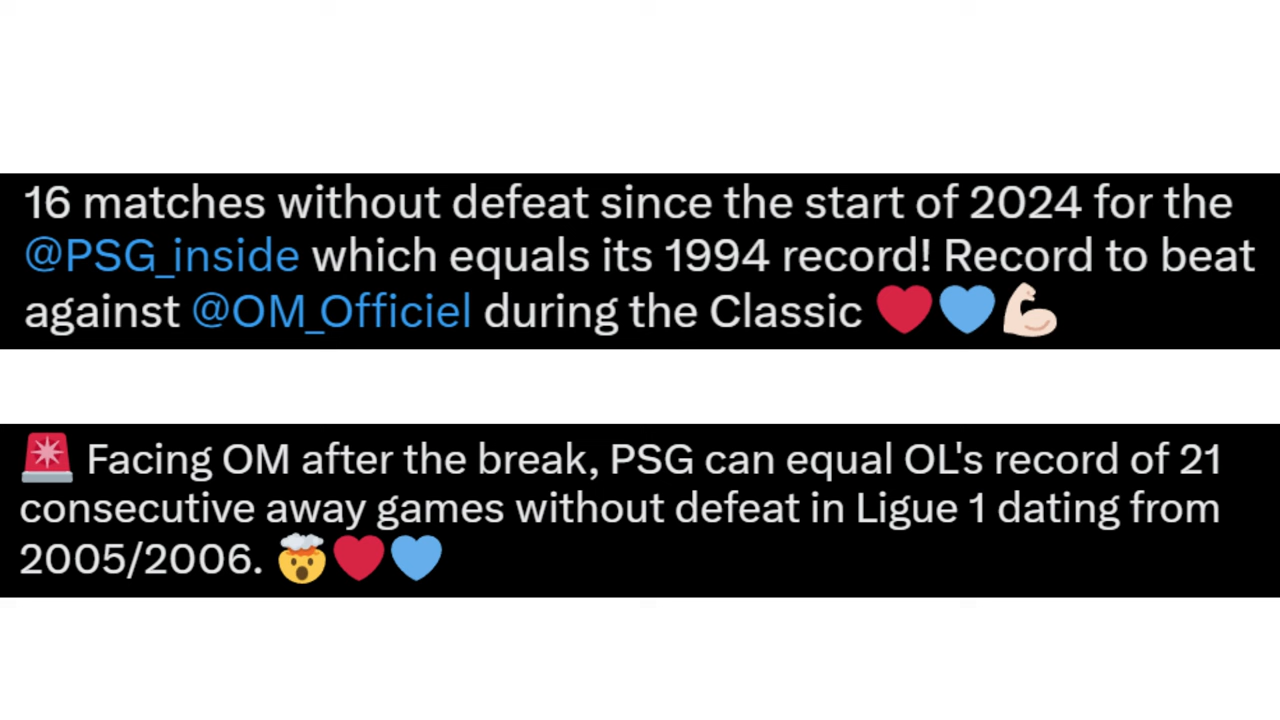 16 matches without defeat since the start of 2024 for the
@PSG_inside which equals its 1994 record! Record to beat
against @OM_Officiel during the Classic ❤️💙💪🏻
🚨 Facing OM after the break, PSG can equal OL's record of 21
consecutive away games without defeat in Ligue 1 dating from
2005/2006. 🤯❤️💙